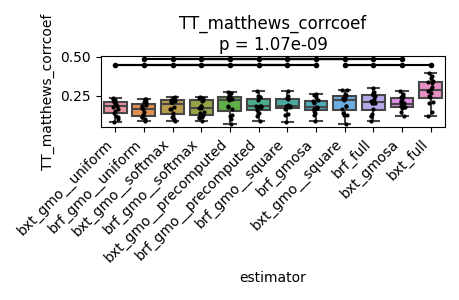 TT_matthews_corrcoef
p = 1.07e-09
TT_matthews_corrcoef
0.50
0.25
bxt_gmo__uniform
brf_gmo__uniform
bxt_gmo__softmax
brf_gmo__softmax
bxt_gmo__precomputed
brf_gmo__precomputed
brf_gmo__square
brf_gmosa
bxt_gmo__square
brf_full
bxt_gmosa
bxt_full
estimator